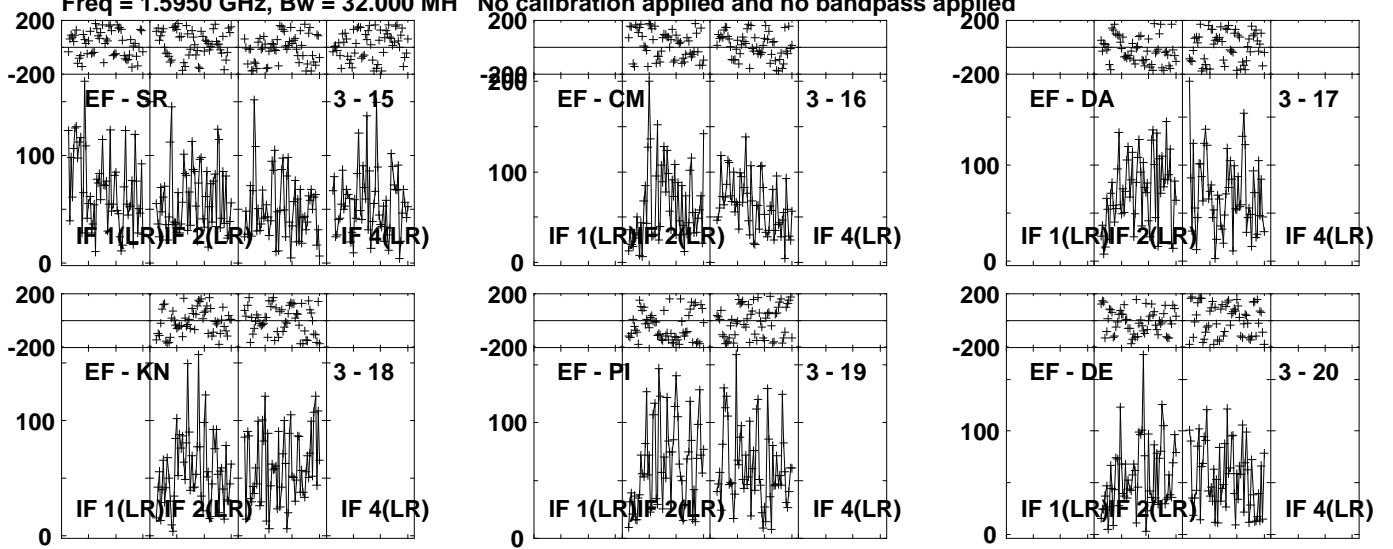 Freq = 1.5950 GHz, Bw = 32.000 MH No calibration applied and no bandpass applied
200
-200
EF - SR 3 - 15
100
IF 1(LR) IF 2(LR) IF 4(LR)
0
-200
200
EF - CM 3 - 16
100
IF 1(LR) IF 2(LR) IF 4(LR)
0
200
-200
EF - DA 3 - 17
100
IF 1(LR) IF 2(LR) IF 4(LR)
0
200
-200
EF - KN 3 - 18
100
IF 1(LR) IF 2(LR) IF 4(LR)
0
200
-200
EF - PI 3 - 19
100
IF 1(LR) IF 2(LR) IF 4(LR)
0
200
-200
EF - DE 3 - 20
100
IF 1(LR) IF 2(LR) IF 4(LR)
0